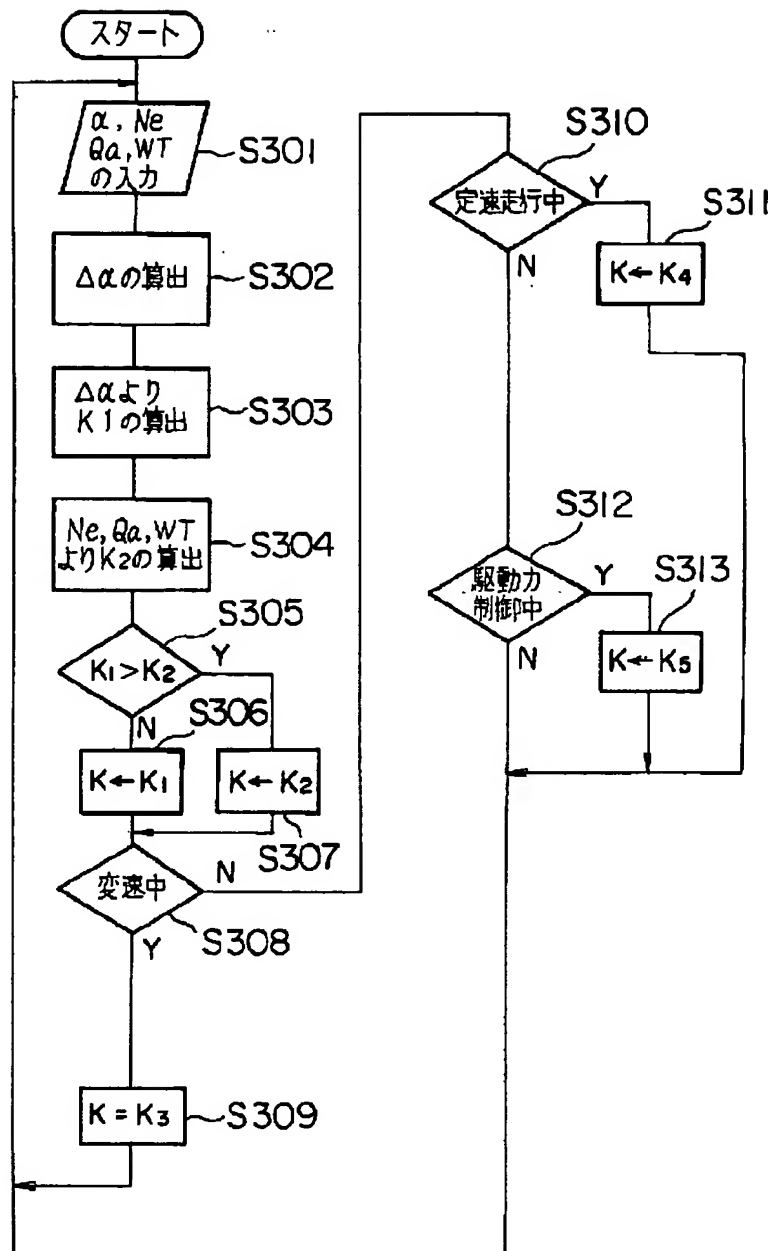 スタート
α, Ne
Qa, WT
の入力
S301
Δαの算出
S302
Δαより
K1の算出
S303
Ne, Qa, WT
よりK2の算出
S304
S305
K1>K2
Y
N
S306
K←K1
K←K2
S307
変速中
N
Y
S308
K=K3
S309
S310
定速走行中
Y
N
S311
K←K4
S312
駆動力
制御中
Y
N
S313
K←K5